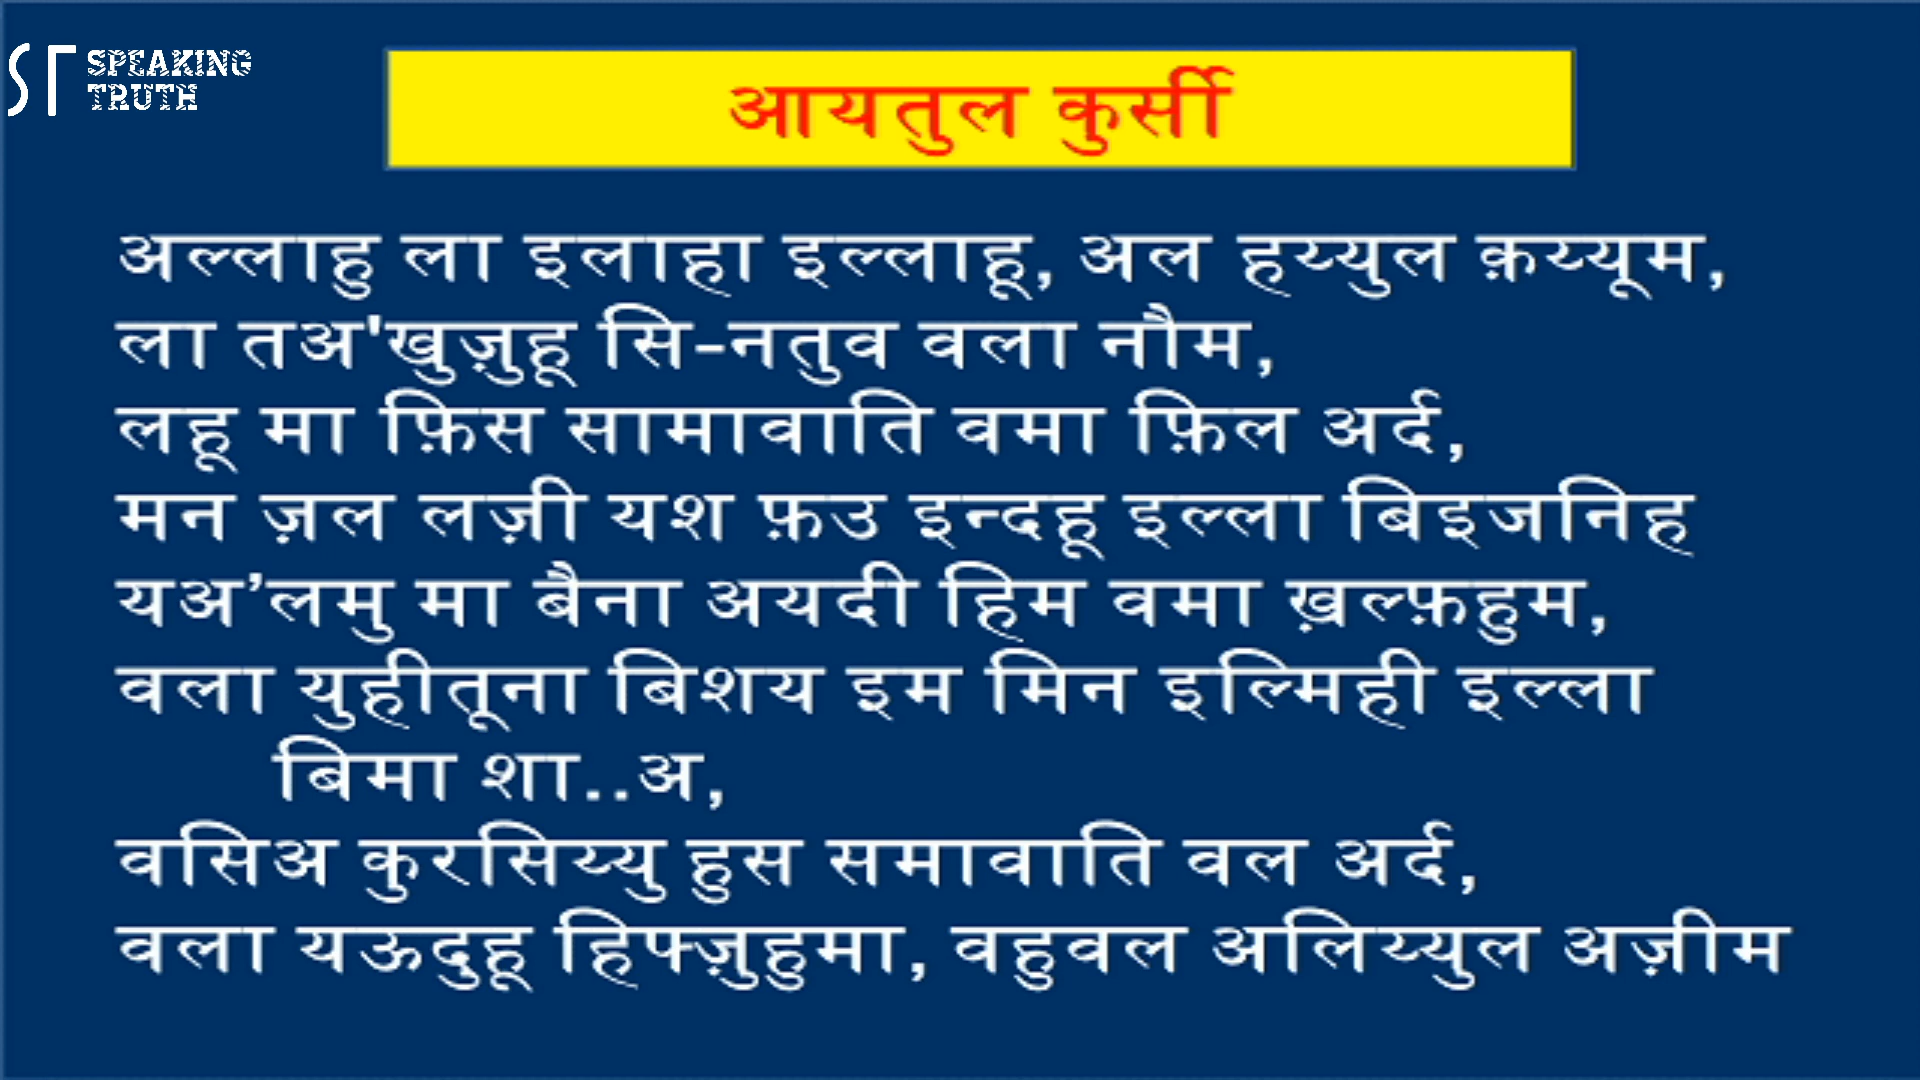 ST SPEAKING
TRUTH
आयतुल कुर्सी
अल्लाहु ला इलाहा इल्लाहू, अल हय्युल क़य्यूम,
ला तअ'खुज़ुहू सि-नतुव वला नौम,
लहू मा फ़िस सामावाति वमा फ़िल अर्द,
मन ज़ल लज़ी यश फ़उ इन्दहू इल्ला बिइजनिह
यअ’लमु मा बैना अयदी हिम वमा ख़ल्फ़हुम,
वला युहीतूना बिशय इम मिन इल्मिही इल्ला
बिमा शा..अ,
वसिअ कुरसिय्यु हुस समावाति वल अर्द,
वला यऊदुहू हिफ्ज़ुहुमा, वहुवल अलिय्युल अज़ीम